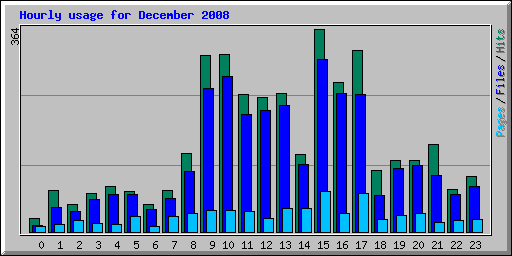 Hourly usage for December 2008
364
Pages / Files / Hits
0 1 2 3 4 5 6 7 8 9 10 11 12 13 14 15 16 17 18 19 20 21 22 23